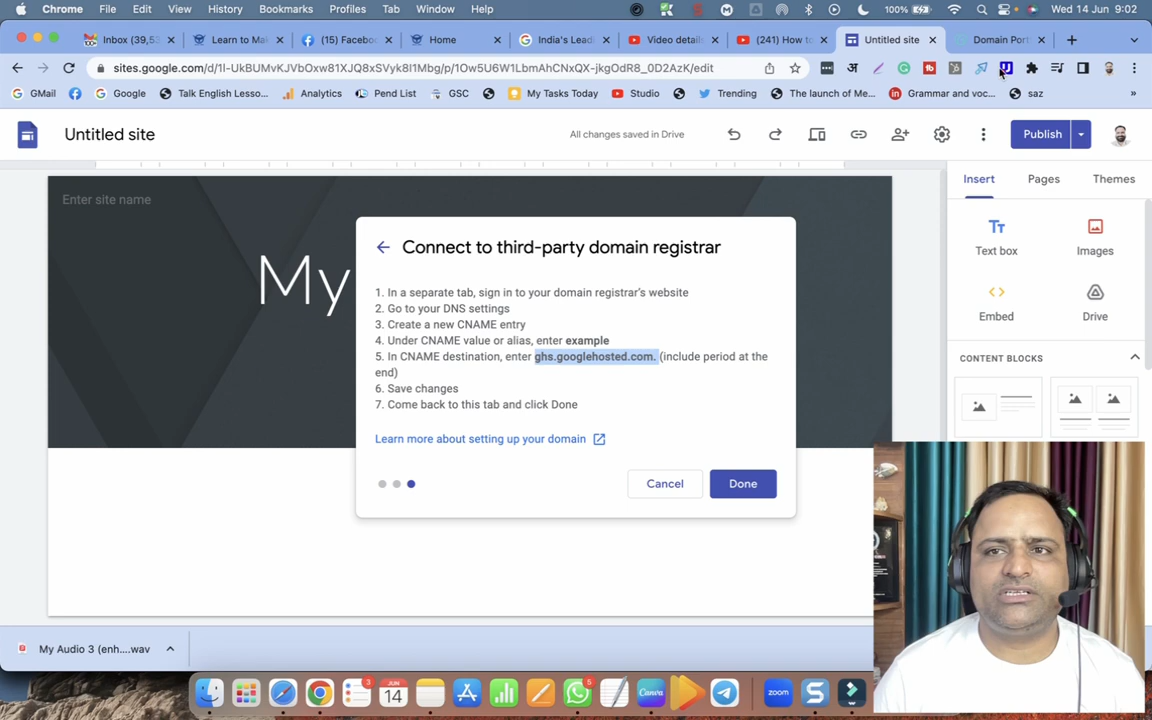 Chrome File Edit View History Bookmarks Profiles Tab Window Help 100% Wed 14 Jun 9:02
Inbox (39,53 Learn to Ma (15) Faceboo Home India's Lead Video details (241) How to Untitled site Domain Port
sites.google.com/d/1l-UkBUMvKJVbOxw81XJQ8xSVyk8I1Mbg/p/1Ow5U6W1LbmAhCNxQX-jkgOdR8_0D2AzK/edit अ
GMail Google Talk English Lesso... Analytics Pend List GSC My Tasks Today Studio Trending The launch of Me... Grammar and voc... saz »
Untitled site All changes saved in Drive Publish
Insert Pages Themes
Enter site name
My
Text box Images
Embed Drive
CONTENT BLOCKS
Connect to third-party domain registrar
1. In a separate tab, sign in to your domain registrar's website
2. Go to your DNS settings
3. Create a new CNAME entry
4. Under CNAME value or alias, enter example
5. In CNAME destination, enter ghs.googlehosted.com. (include period at the
end)
6. Save changes
7. Come back to this tab and click Done
Learn more about setting up your domain
Cancel Done
My Audio 3 (enh....wav
3 JUN 14 5 Canva zoom